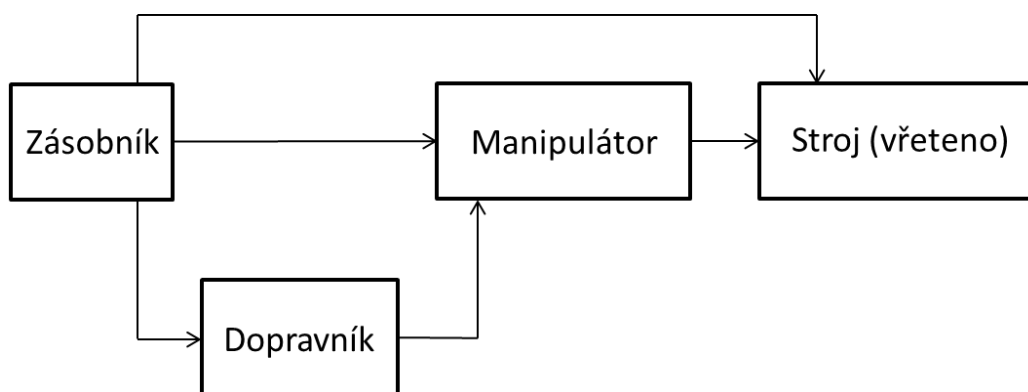 Zásobník
Manipulátor
Stroj (vřeteno)
Dopravník